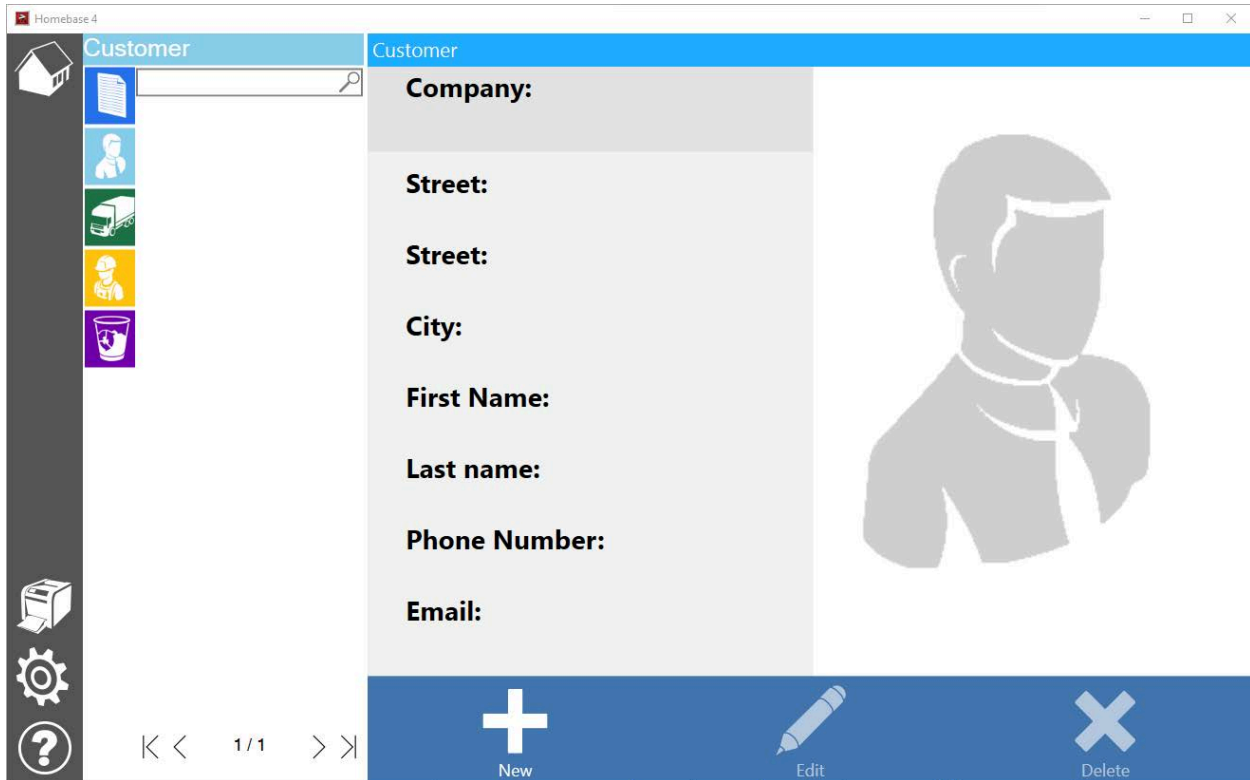 Homebase 4
Customer
Customer
Company:
Street:
Street:
City:
First Name:
Last name:
Phone Number:
Email:
1 / 1
New
Edit
Delete